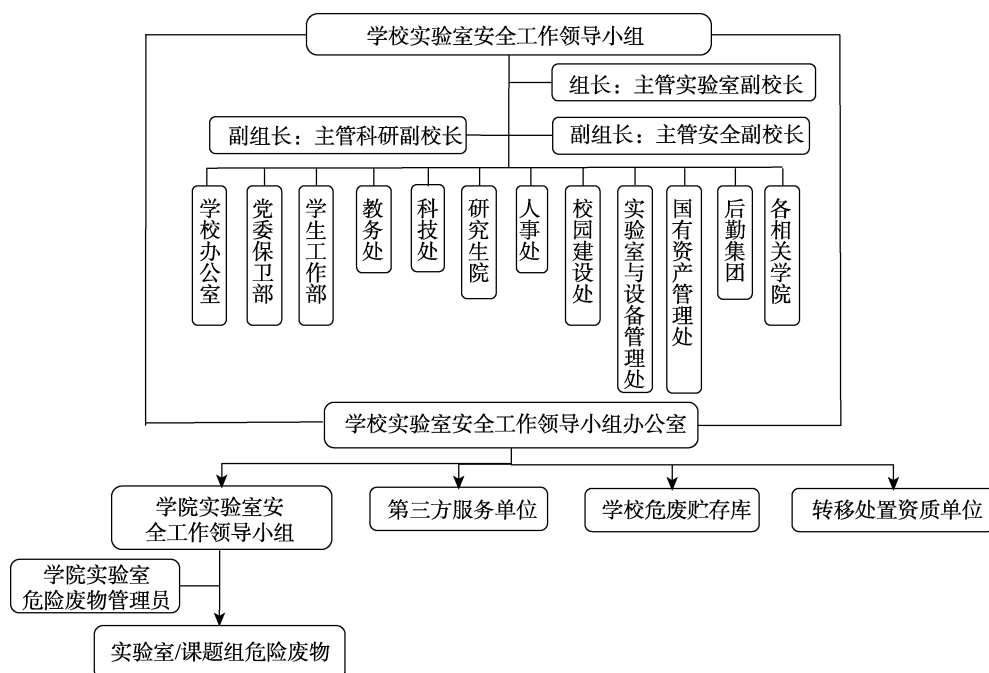 学校实验室安全工作领导小组
组长：主管实验室副校长
副组长：主管科研副校长
副组长：主管安全副校长
学校办公室
党委保卫部
学生工作部
教务处
科技处
研究生院
人事处
校园建设处
实验室与设备管理处
国有资产管理处
后勤集团
各相关学院
学校实验室安全工作领导小组办公室
学院实验室安
全工作领导小组
第三方服务单位
学校危废贮存库
转移处置资质单位
学院实验室
危险废物管理员
实验室/课题组危险废物